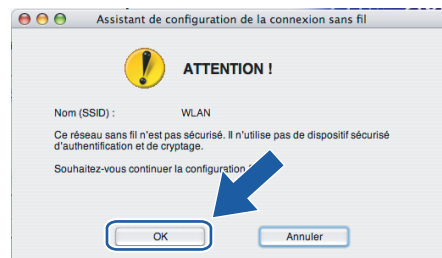 Assistant de configuration de la connexion sans fil
ATTENTION !
Nom (SSID) : WLAN
Ce réseau sans fil n'est pas sécurisé. Il n'utilise pas de dispositif sécurisé
d'authentification et de cryptage.
Souhaitez-vous continuer la configuration
OK Annuler